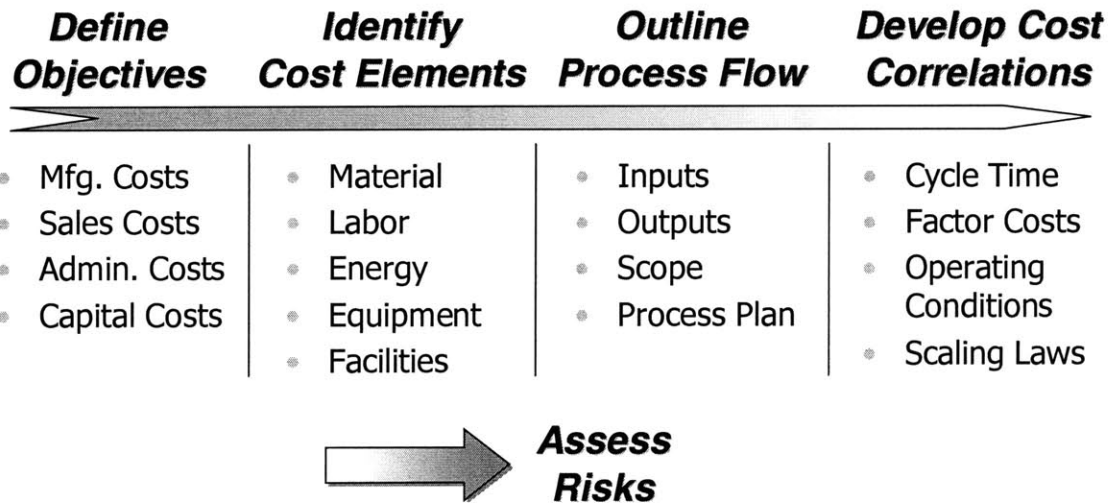 Define
Objectives
Identify
Cost Elements
Outline
Process Flow
Develop Cost
Correlations
Mfg. Costs
Sales Costs
Admin. Costs
Capital Costs
Material
Labor
Energy
Equipment
Facilities
Inputs
Outputs
Scope
Process Plan
Cycle Time
Factor Costs
Operating
Conditions
Scaling Laws
Assess
Risks